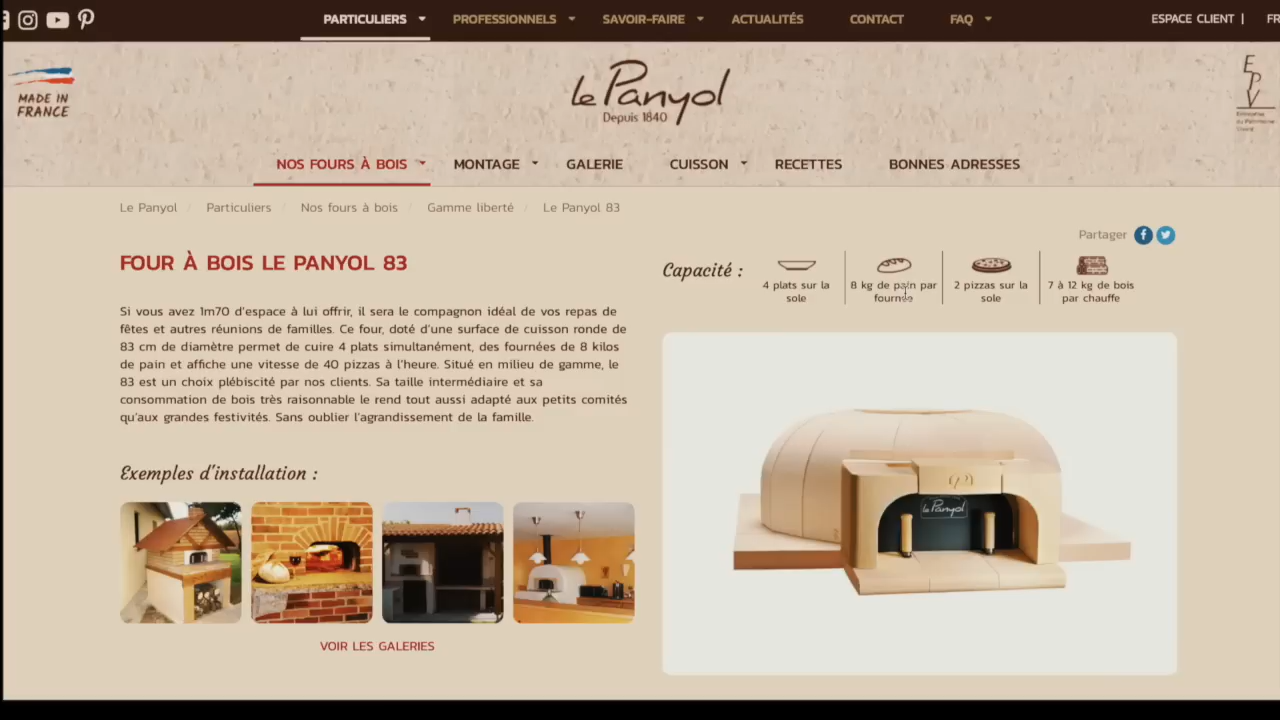 PARTICULIERS PROFESSIONNELS SAVOIR-FAIRE ACTUALITÉS CONTACT FAQ ESPACE CLIENT | FR
MADE IN
FRANCE
le Panyol
Depuis 1840
EPV
Entreprise
du Patrimoine
Vivant
NOS FOURS À BOIS MONTAGE GALERIE CUISSON RECETTES BONNES ADRESSES
Le Panyol / Particuliers / Nos fours à bois / Gamme liberté / Le Panyol 83
Partager
FOUR À BOIS LE PANYOL 83
Si vous avez 1m70 d'espace à lui offrir, il sera le compagnon idéal de vos repas de
fêtes et autres réunions de familles. Ce four, doté d'une surface de cuisson ronde de
83 cm de diamètre permet de cuire 4 plats simultanément, des fournées de 8 kilos
de pain et affiche une vitesse de 40 pizzas à l'heure. Situé en milieu de gamme, le
83 est un choix plébiscité par nos clients. Sa taille intermédiaire et sa
consommation de bois très raisonnable le rend tout aussi adapté aux petits comités
qu'aux grandes festivités. Sans oublier l'agrandissement de la famille.
Capacité :
4 plats sur la
sole
8 kg de pain par
fournée
2 pizzas sur la
sole
7 à 12 kg de bois
par chauffe
le Panyol
Exemples d'installation :
VOIR LES GALERIES